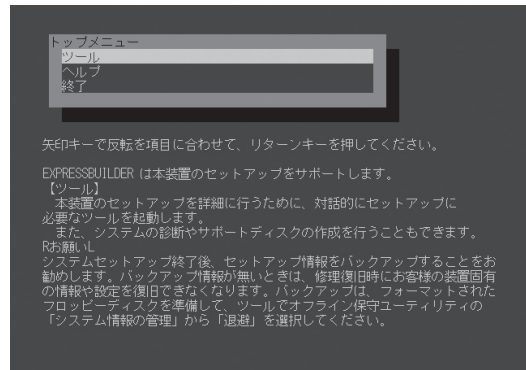 トップメニュー
ツール
ヘルプ
終了
矢印キーで反転を項目に合わせて、リターンキーを押してください。
EXPRESSBUILDER は本装置のセットアップをサポートします。
【ツール】
本装置のセットアップを詳細に行うために、対話的にセットアップに
必要なツールを起動します。
また、システムの診断やサポートディスクの作成を行うこともできます。
Rお願いL
システムセットアップ終了後、セットアップ情報をバックアップすることをお
勧めします。バックアップ情報が無いときは、修理復旧時にお客様の装置固有
の情報や設定を復旧できなくなります。バックアップは、フォーマットされた
フロッピーディスクを準備して、ツールでオフライン保守ユーティリティの
「システム情報の管理」から「退避」を選択してください。